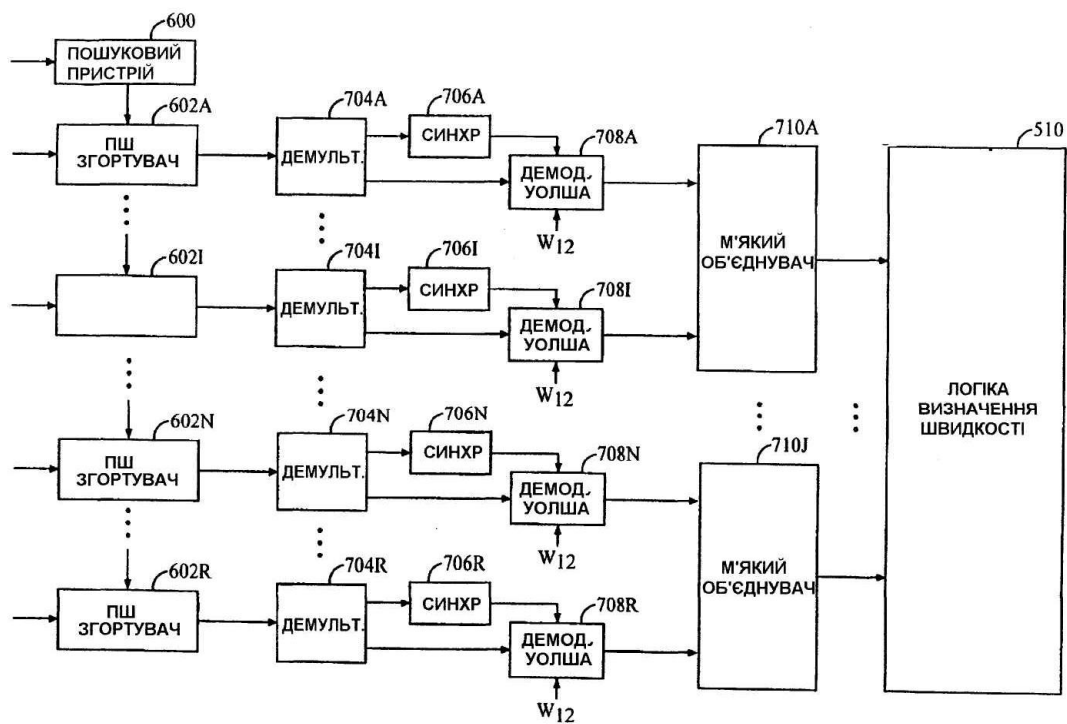 600
ПОШУКОВИЙ
ПРИСТРІЙ
602A
ПШ
ЗГОРТУВАЧ
704A
ДЕМУЛЬТ.
706A
СИНХР
708A
ДЕМОД.
УОЛША
W12
710A
М'ЯКИЙ
ОБ'ЄДНУВАЧ
510
ЛОГІКА
ВИЗНАЧЕННЯ
ШВИДКОСТІ
602I
704I
ДЕМУЛЬТ.
706I
СИНХР
708I
ДЕМОД.
УОЛША
W12
602N
ПШ
ЗГОРТУВАЧ
704N
ДЕМУЛЬТ.
706N
СИНХР
708N
ДЕМОД.
УОЛША
W12
710J
М'ЯКИЙ
ОБ'ЄДНУВАЧ
602R
ПШ
ЗГОРТУВАЧ
704R
ДЕМУЛЬТ.
706R
СИНХР
708R
ДЕМОД.
УОЛША
W12